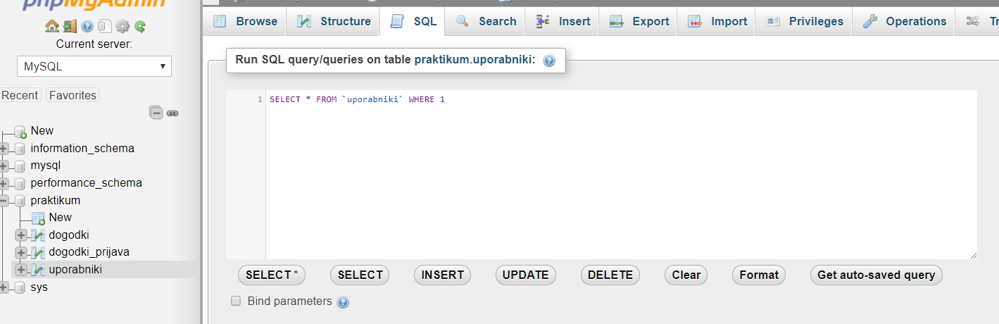 phpMyAdmin
Current server:
MySQL
Recent
Favorites
New
information_schema
mysql
performance_schema
praktikum
New
dogodki
dogodki_prijava
uporabniki
sys
Browse
Structure
SQL
Search
Insert
Export
Import
Privileges
Operations
Run SQL query/queries on table praktikum.uporabniki:
1 SELECT * FROM `uporabniki` WHERE 1
SELECT *
SELECT
INSERT
UPDATE
DELETE
Clear
Format
Get auto-saved query
Bind parameters